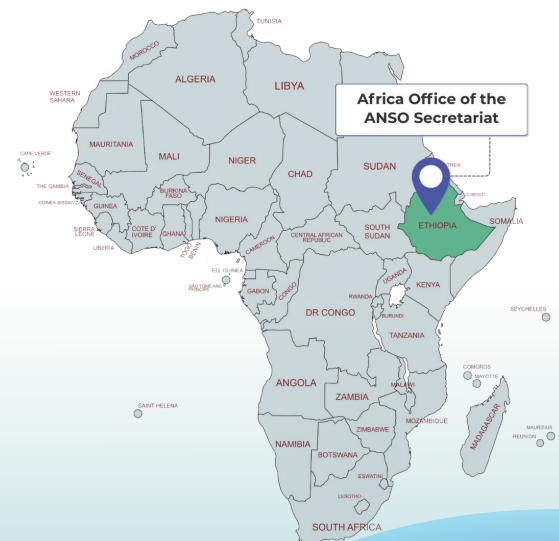 TUNISIA
MOROCCO
ALGERIA
LIBYA
WESTERN
SAHARA
Africa Office of the
ANSO Secretariat
CAPE VERDE
MAURITANIA
MALI
NIGER
CHAD
SUDAN
SENEGAL
THE GAMBIA
GUINEA-BISSAU
GUINEA
BURKINA
FASO
DJIBOUTI
SIERRA
LEONE
LIBERIA
COTE D'
IVOIRE
GHANA
TOGO
BENIN
NIGERIA
CAMEROON
CENTRAL AFRICAN
REPUBLIC
SOUTH
SUDAN
ETHIOPIA
SOMALIA
EQ. GUINEA
SÃO TOMÉ AND
PRINCIPE
GABON
CONGO
DR CONGO
UGANDA
KENYA
RWANDA
BURUNDI
TANZANIA
SEYCHELLES
COMOROS
MAYOTTE
ANGOLA
ZAMBIA
MALAWI
MOZAMBIQUE
MADAGASCAR
MAURITIUS
REUNION
SAINT HELENA
NAMIBIA
ZIMBABWE
BOTSWANA
ESWATINI
LESOTHO
SOUTH AFRICA